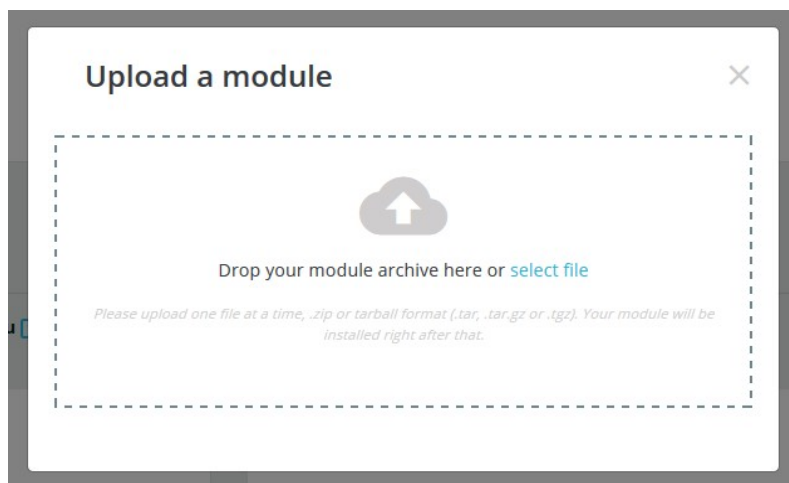 Upload a module
Drop your module archive here or select file
Please upload one file at a time, .zip or tarball format (.tar, .tar.gz or .tgz). Your module will be
installed right after that.